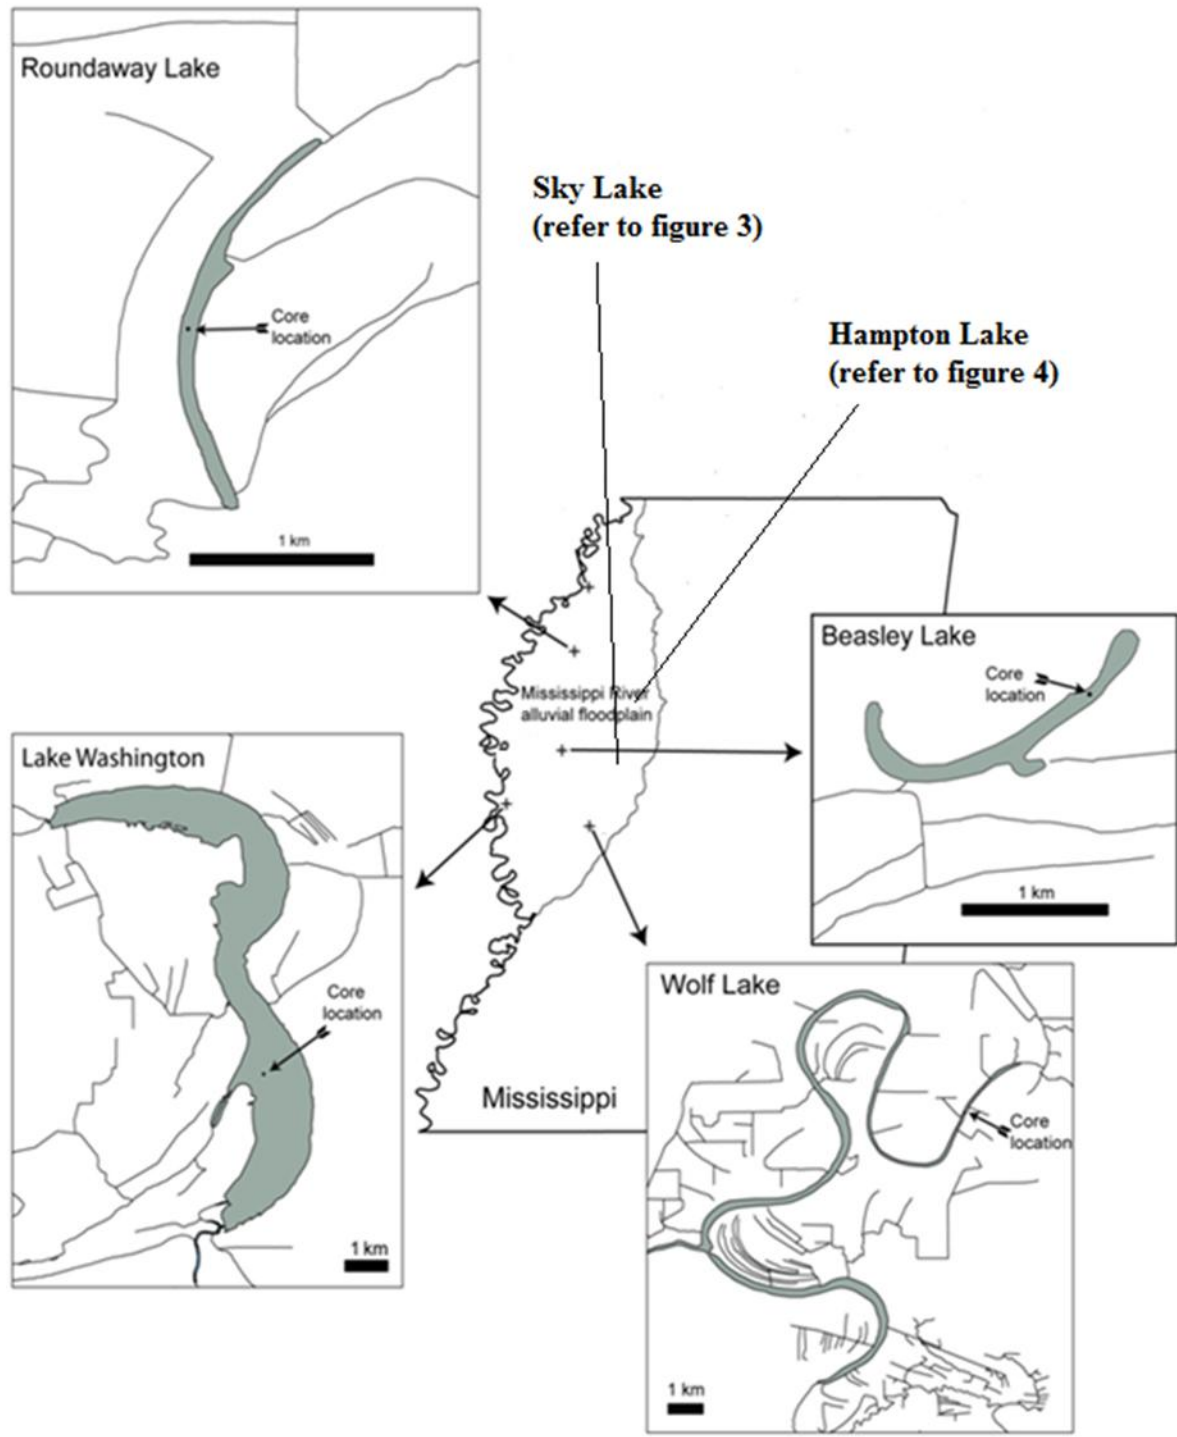 Roundaway Lake
Core
location
1 km
Sky Lake
(refer to figure 3)
Hampton Lake
(refer to figure 4)
Mississippi River
alluvial floodplain
Beasley Lake
Core
location
1 km
Lake Washington
Core
location
1 km
Mississippi
Wolf Lake
Core
location
1 km